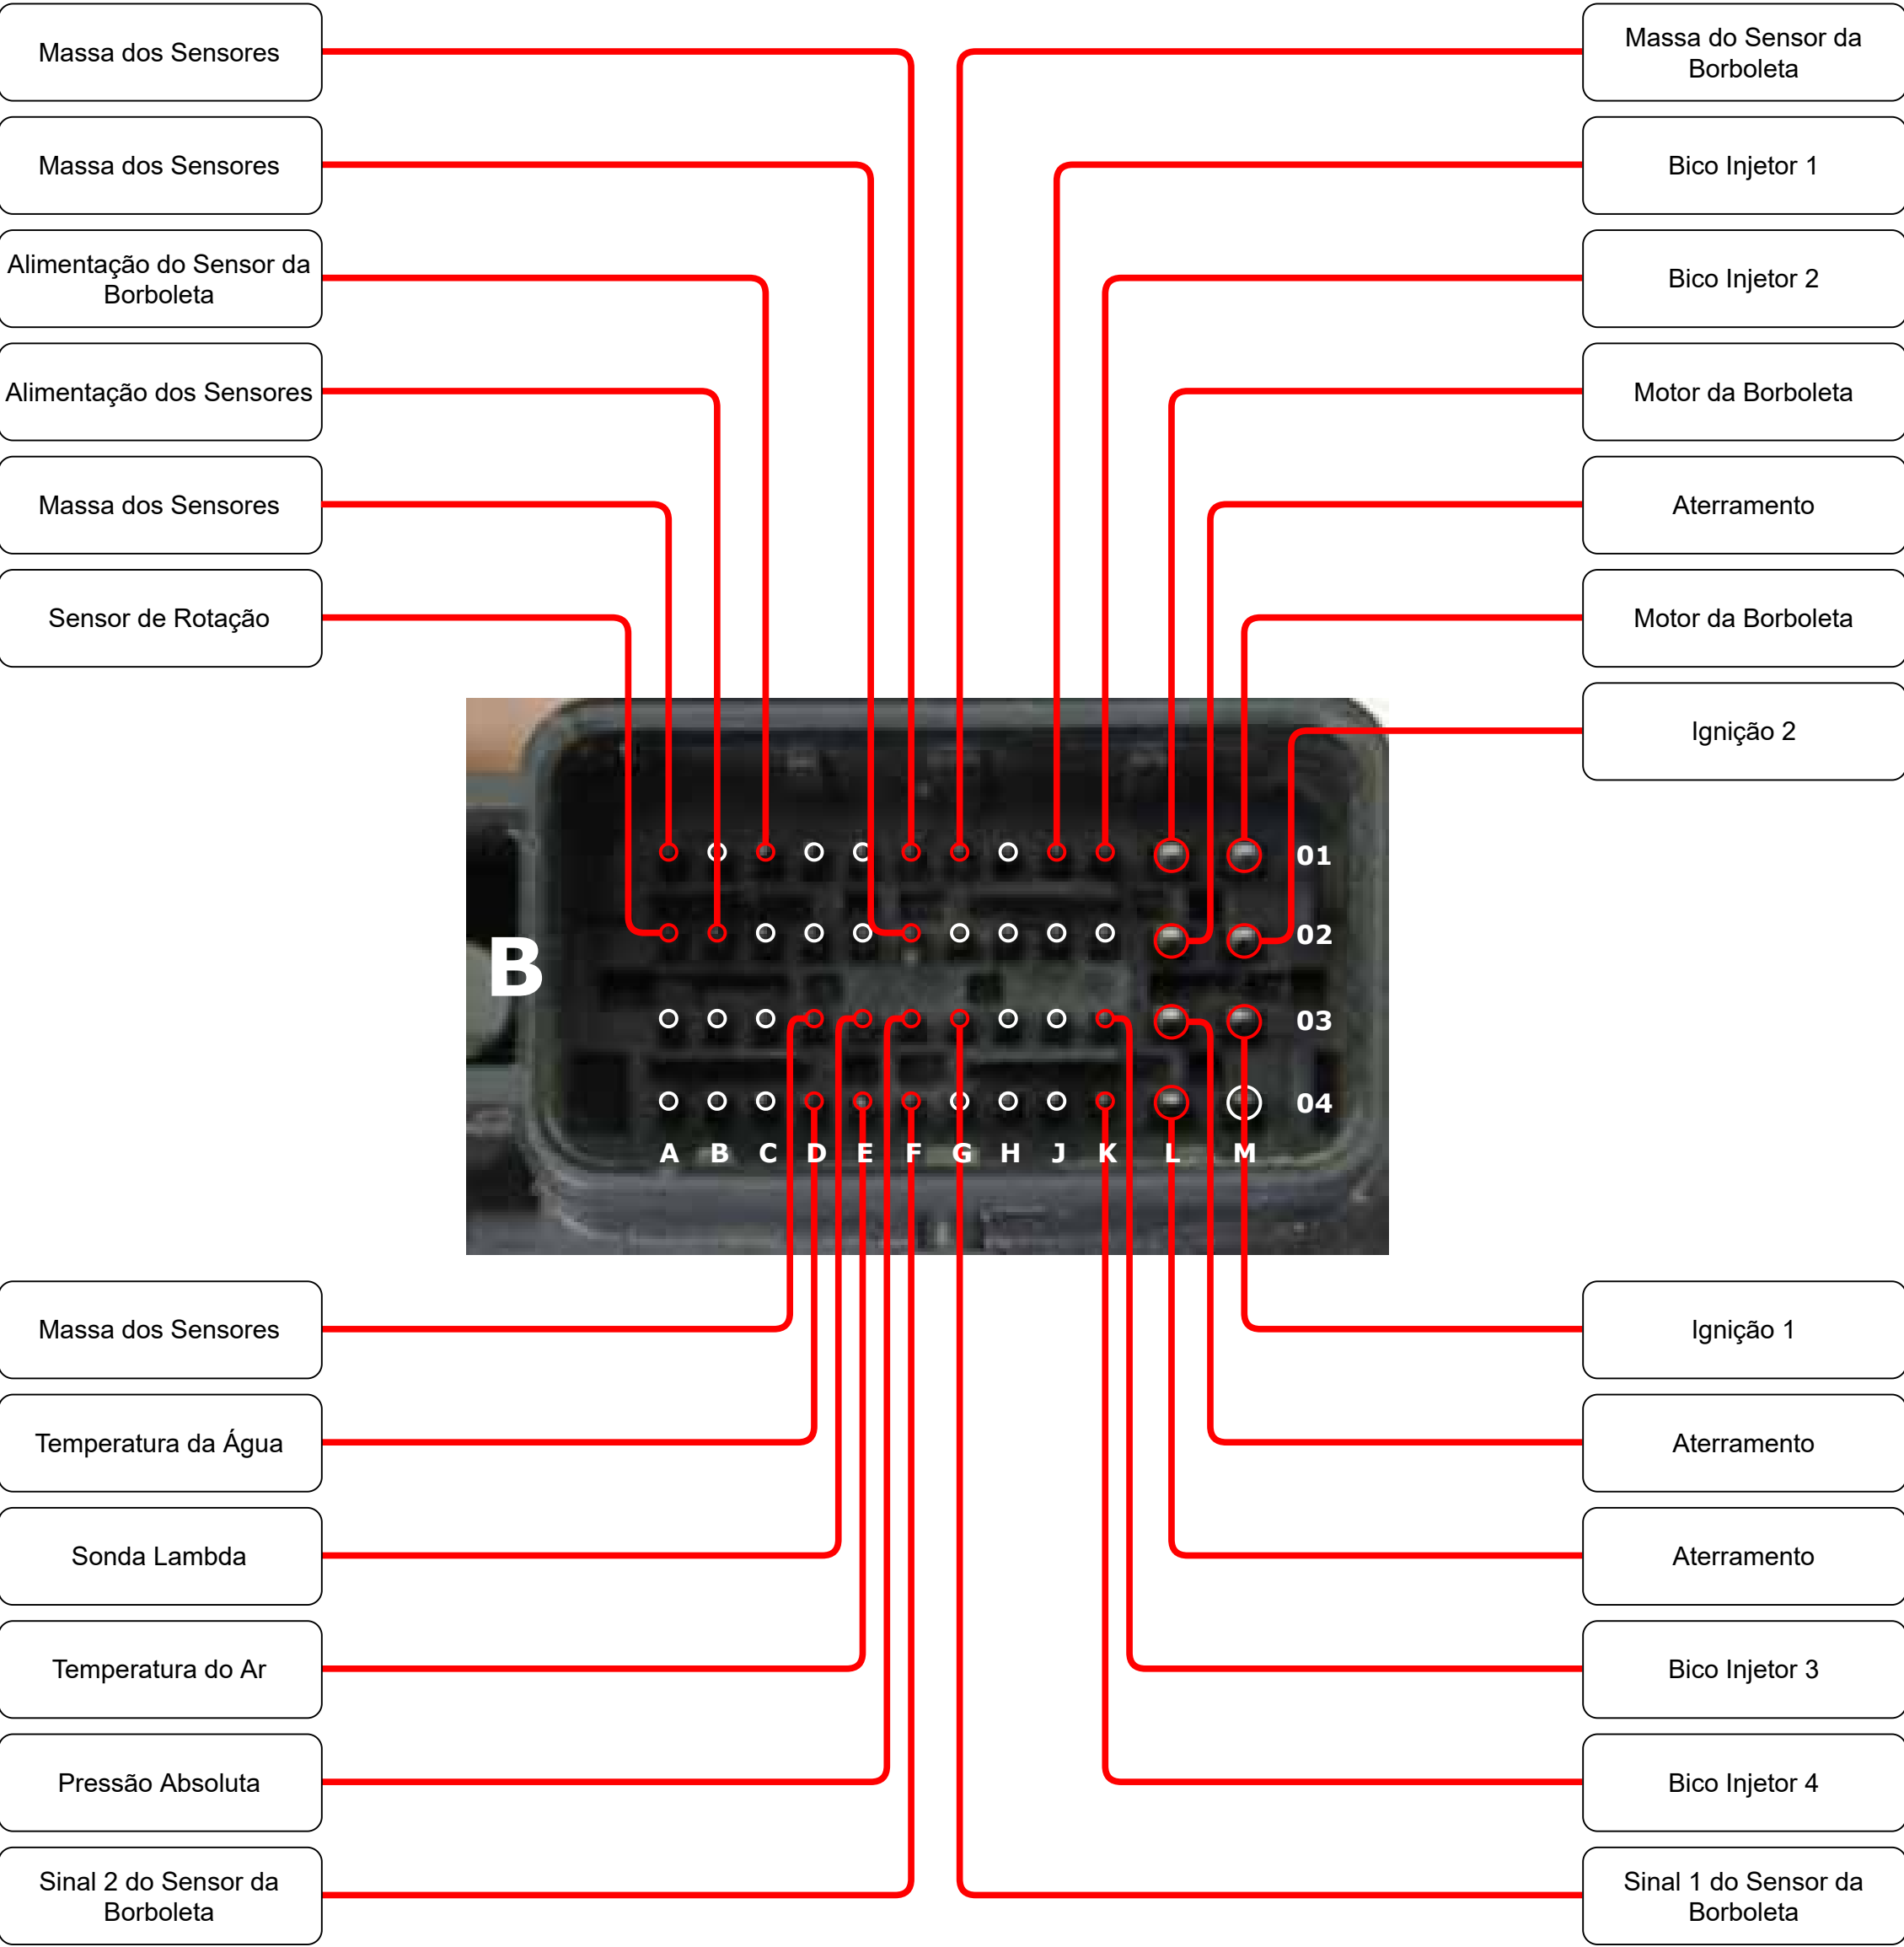 Massa dos Sensores
Massa do Sensor da
Borboleta
Massa dos Sensores
Bico Injetor 1
Alimentação do Sensor da
Borboleta
Bico Injetor 2
Alimentação dos Sensores
Motor da Borboleta
Massa dos Sensores
Aterramento
Sensor de Rotação
Motor da Borboleta
Ignição 2
01
02
B
03
04
A B C D E F G H J K L M
Massa dos Sensores
Ignição 1
Temperatura da Água
Aterramento
Sonda Lambda
Aterramento
Temperatura do Ar
Bico Injetor 3
Pressão Absoluta
Bico Injetor 4
Sinal 2 do Sensor da
Borboleta
Sinal 1 do Sensor da
Borboleta